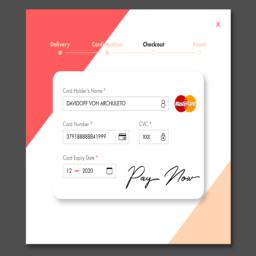 X
Delivery Confirmation Checkout Finish
Card Holder's Name *
DAVIDOFF VON ARCHULETO
MasterCard
Card Number * CVC *
37918888841999 XXX
Card Expiry Date *
12 2020
Pay Now